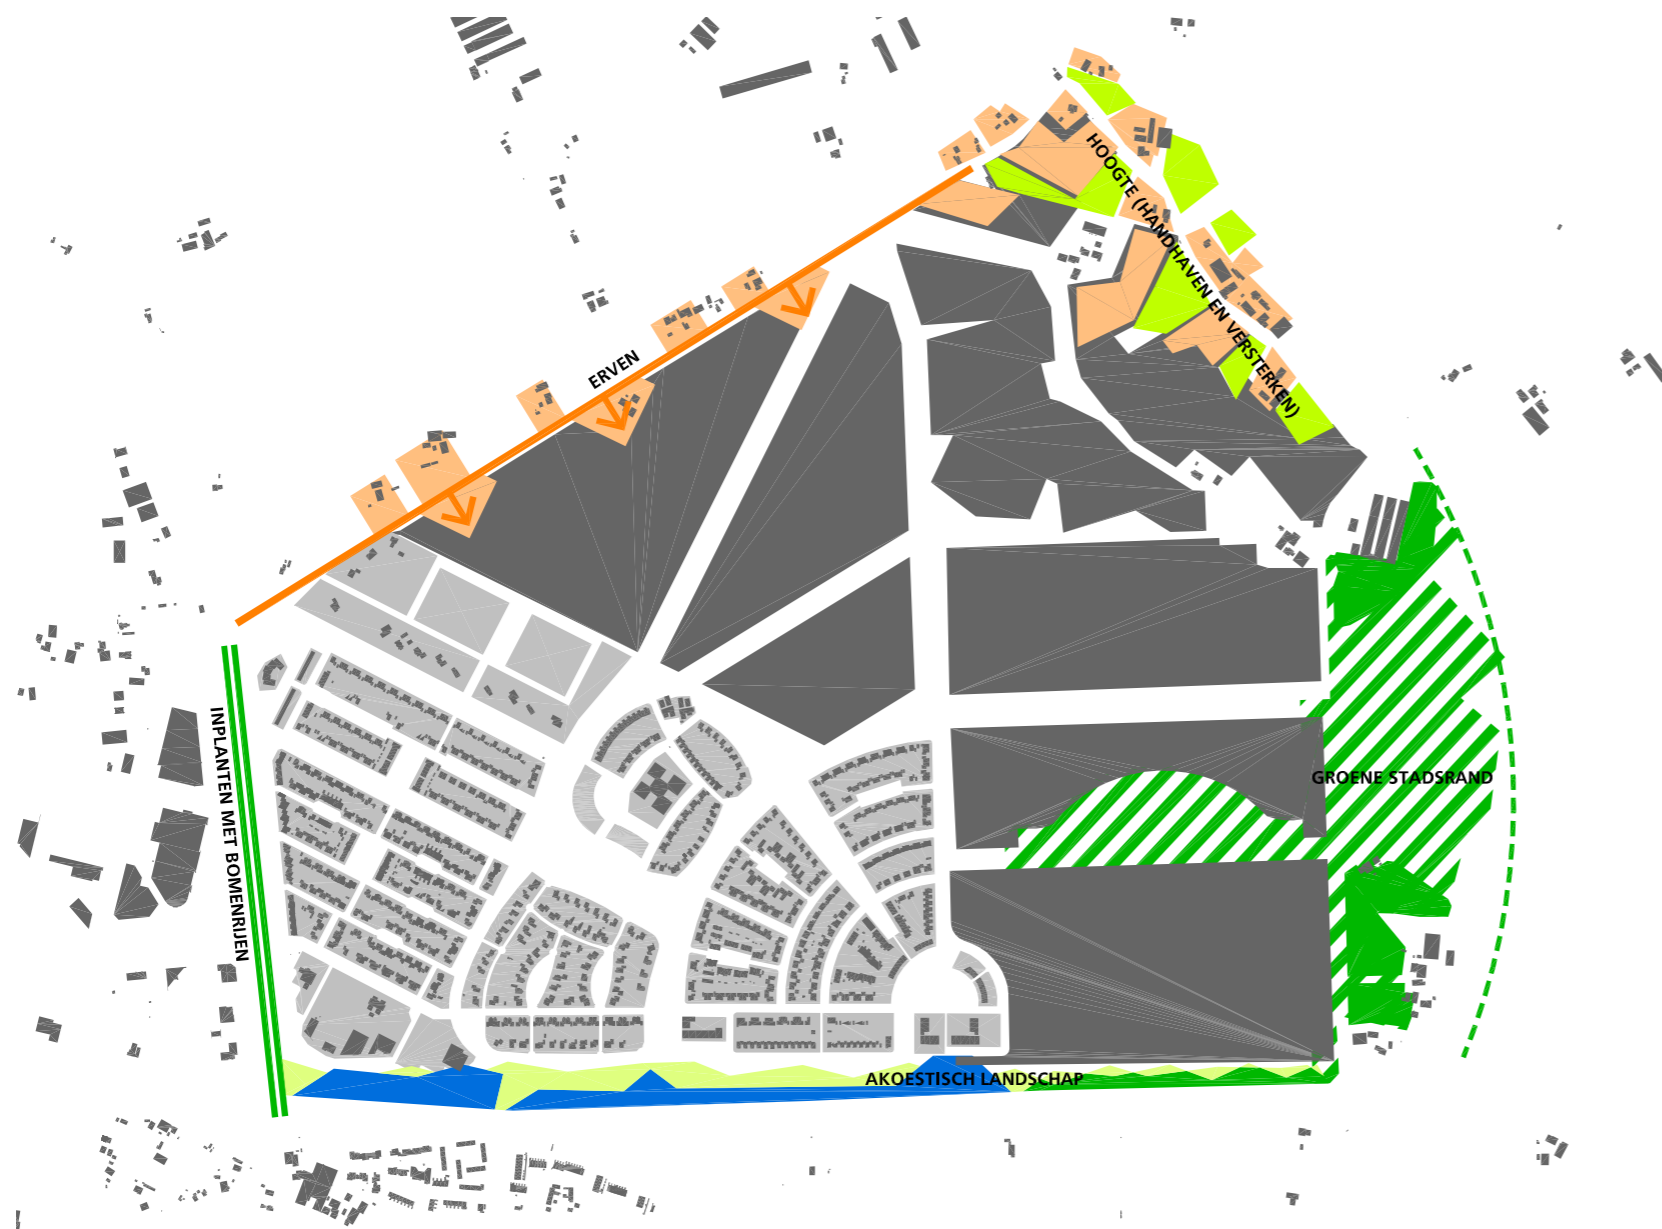 HOOGTE (HANDHAVEN EN VERSTERKEN)
ERVEN
INPLANTEN MET BOMENRIJEN
GROENE STADSRAND
AKOESTISCH LANDSCHAP